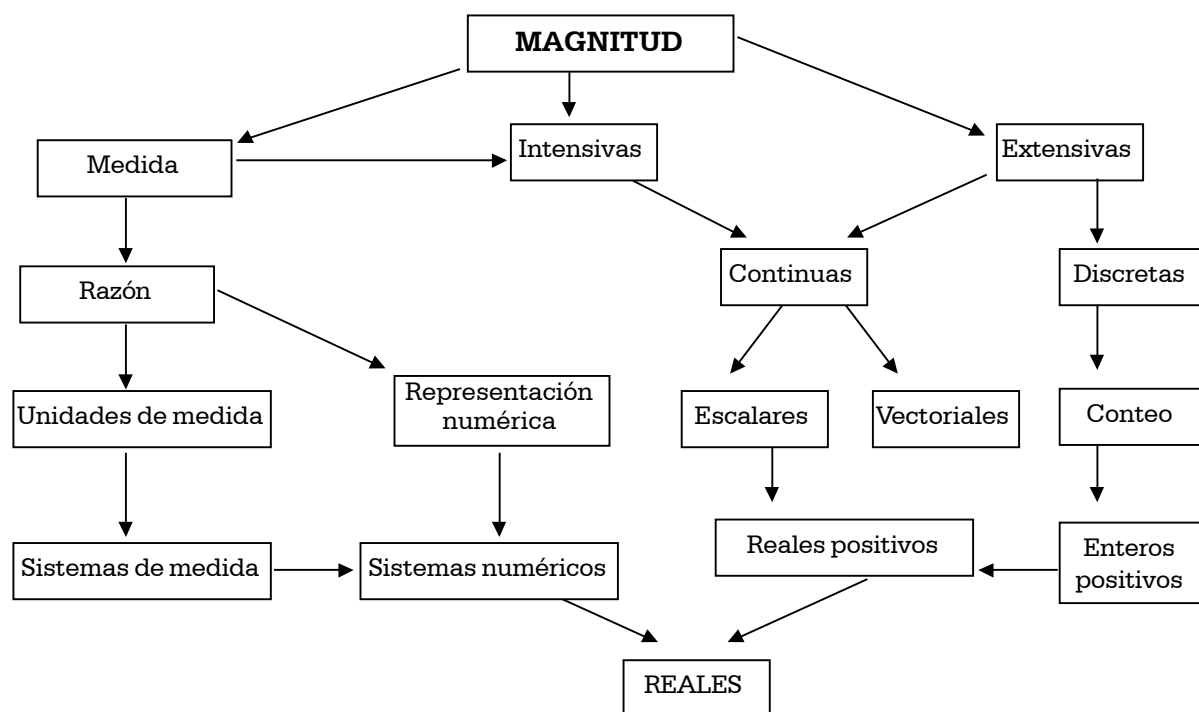 MAGNITUD
Medida
Intensivas
Extensivas
Razón
Continuas
Discretas
Unidades de medida
Representación
numérica
Escalares
Vectoriales
Conteo
Sistemas de medida
Sistemas numéricos
Reales positivos
Enteros
positivos
REALES